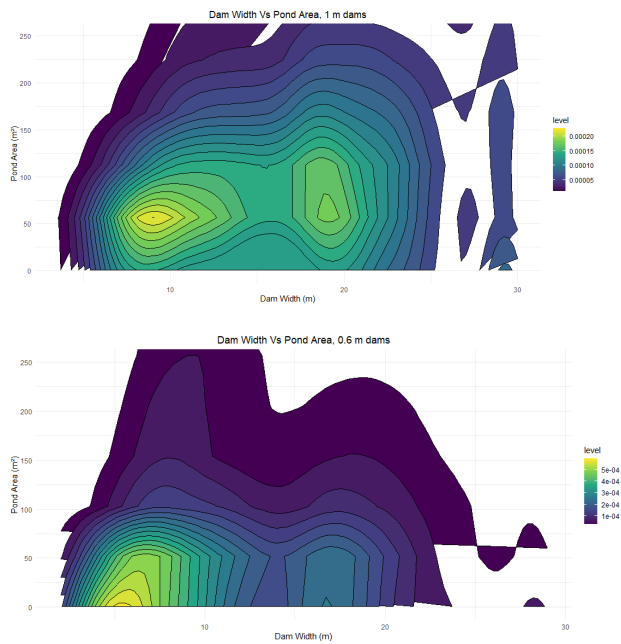 Dam Width Vs Pond Area, 1 m dams
250
200
150
100
50
0
Pond Area (m²)
10
20
30
Dam Width (m)
level
0.00020
0.00015
0.00010
0.00005
Dam Width Vs Pond Area, 0.6 m dams
250
200
150
100
50
0
Pond Area (m²)
10
20
30
Dam Width (m)
level
5e-04
4e-04
3e-04
2e-04
1e-04